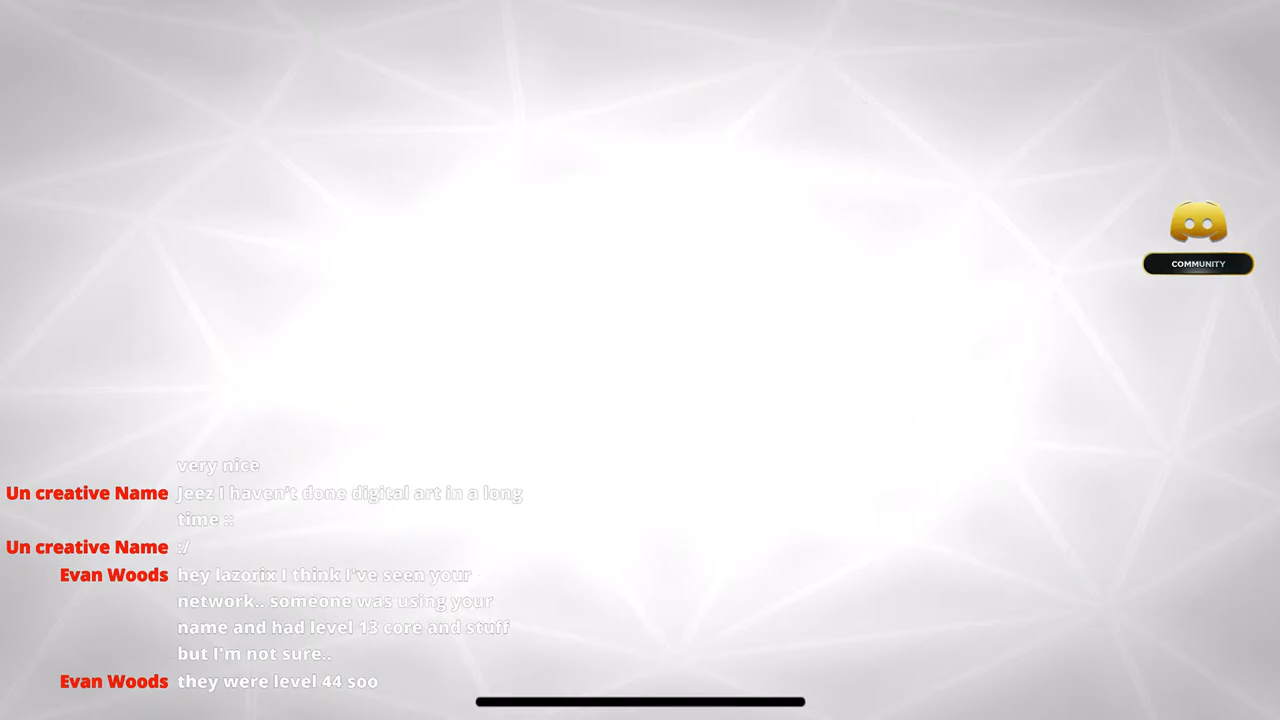 COMMUNITY
very nice
Un creative Name Jeez I haven't done digital art in a long
time ::
Un creative Name :/
Evan Woods hey lazorix I think I've seen your
network.. someone was using your
name and had level 13 core and stuff
but I'm not sure..
Evan Woods they were level 44 soo